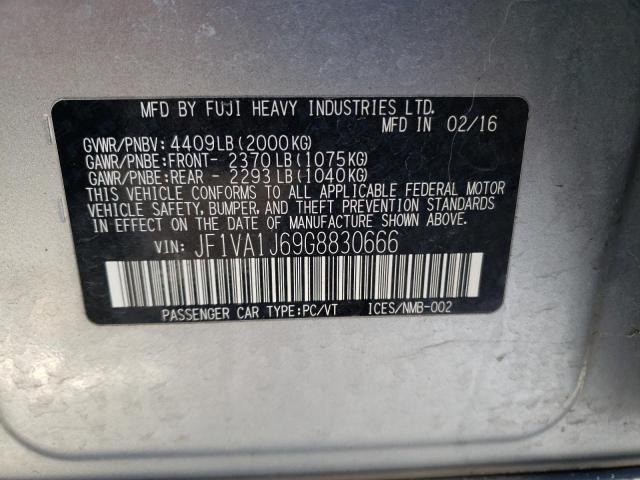 MFD BY FUJI HEAVY INDUSTRIES LTD.
MFD IN 02/16
GVWR/PNBV: 4409LB(2000KG)
GAWR/PNBE:FRONT- 2370LB(1075KG)
GAWR/PNBE:REAR - 2293LB(1040KG)
THIS VEHICLE CONFORMS TO ALL APPLICABLE FEDERAL MOTOR
VEHICLE SAFETY, BUMPER, AND THEFT PREVENTION STANDARDS
IN EFFECT ON THE DATE OF MANUFACTURE SHOWN ABOVE.
VIN: JF1VA1J69G8830666
PASSENGER CAR TYPE:PC/VT ICES/NMB-002